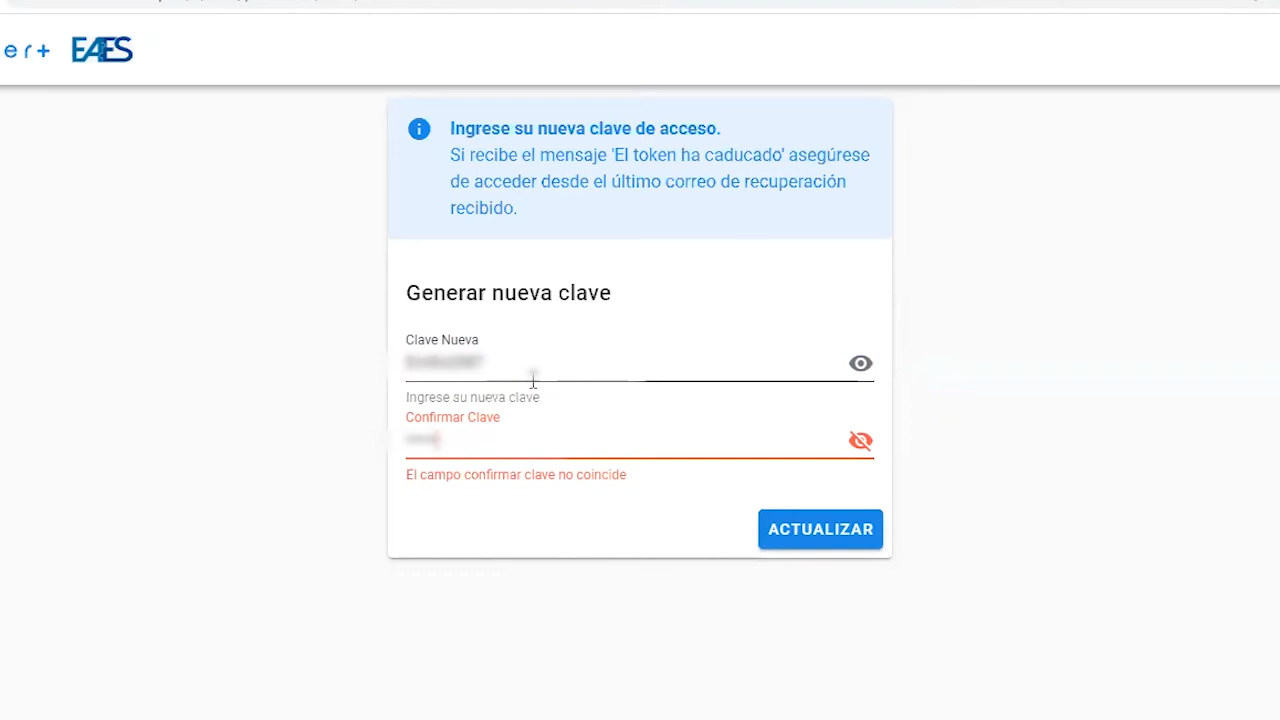 er+ EAES
Ingrese su nueva clave de acceso.
Si recibe el mensaje 'El token ha caducado' asegúrese
de acceder desde el último correo de recuperación
recibido.
Generar nueva clave
Clave Nueva
Ingrese su nueva clave
Confirmar Clave
El campo confirmar clave no coincide
ACTUALIZAR